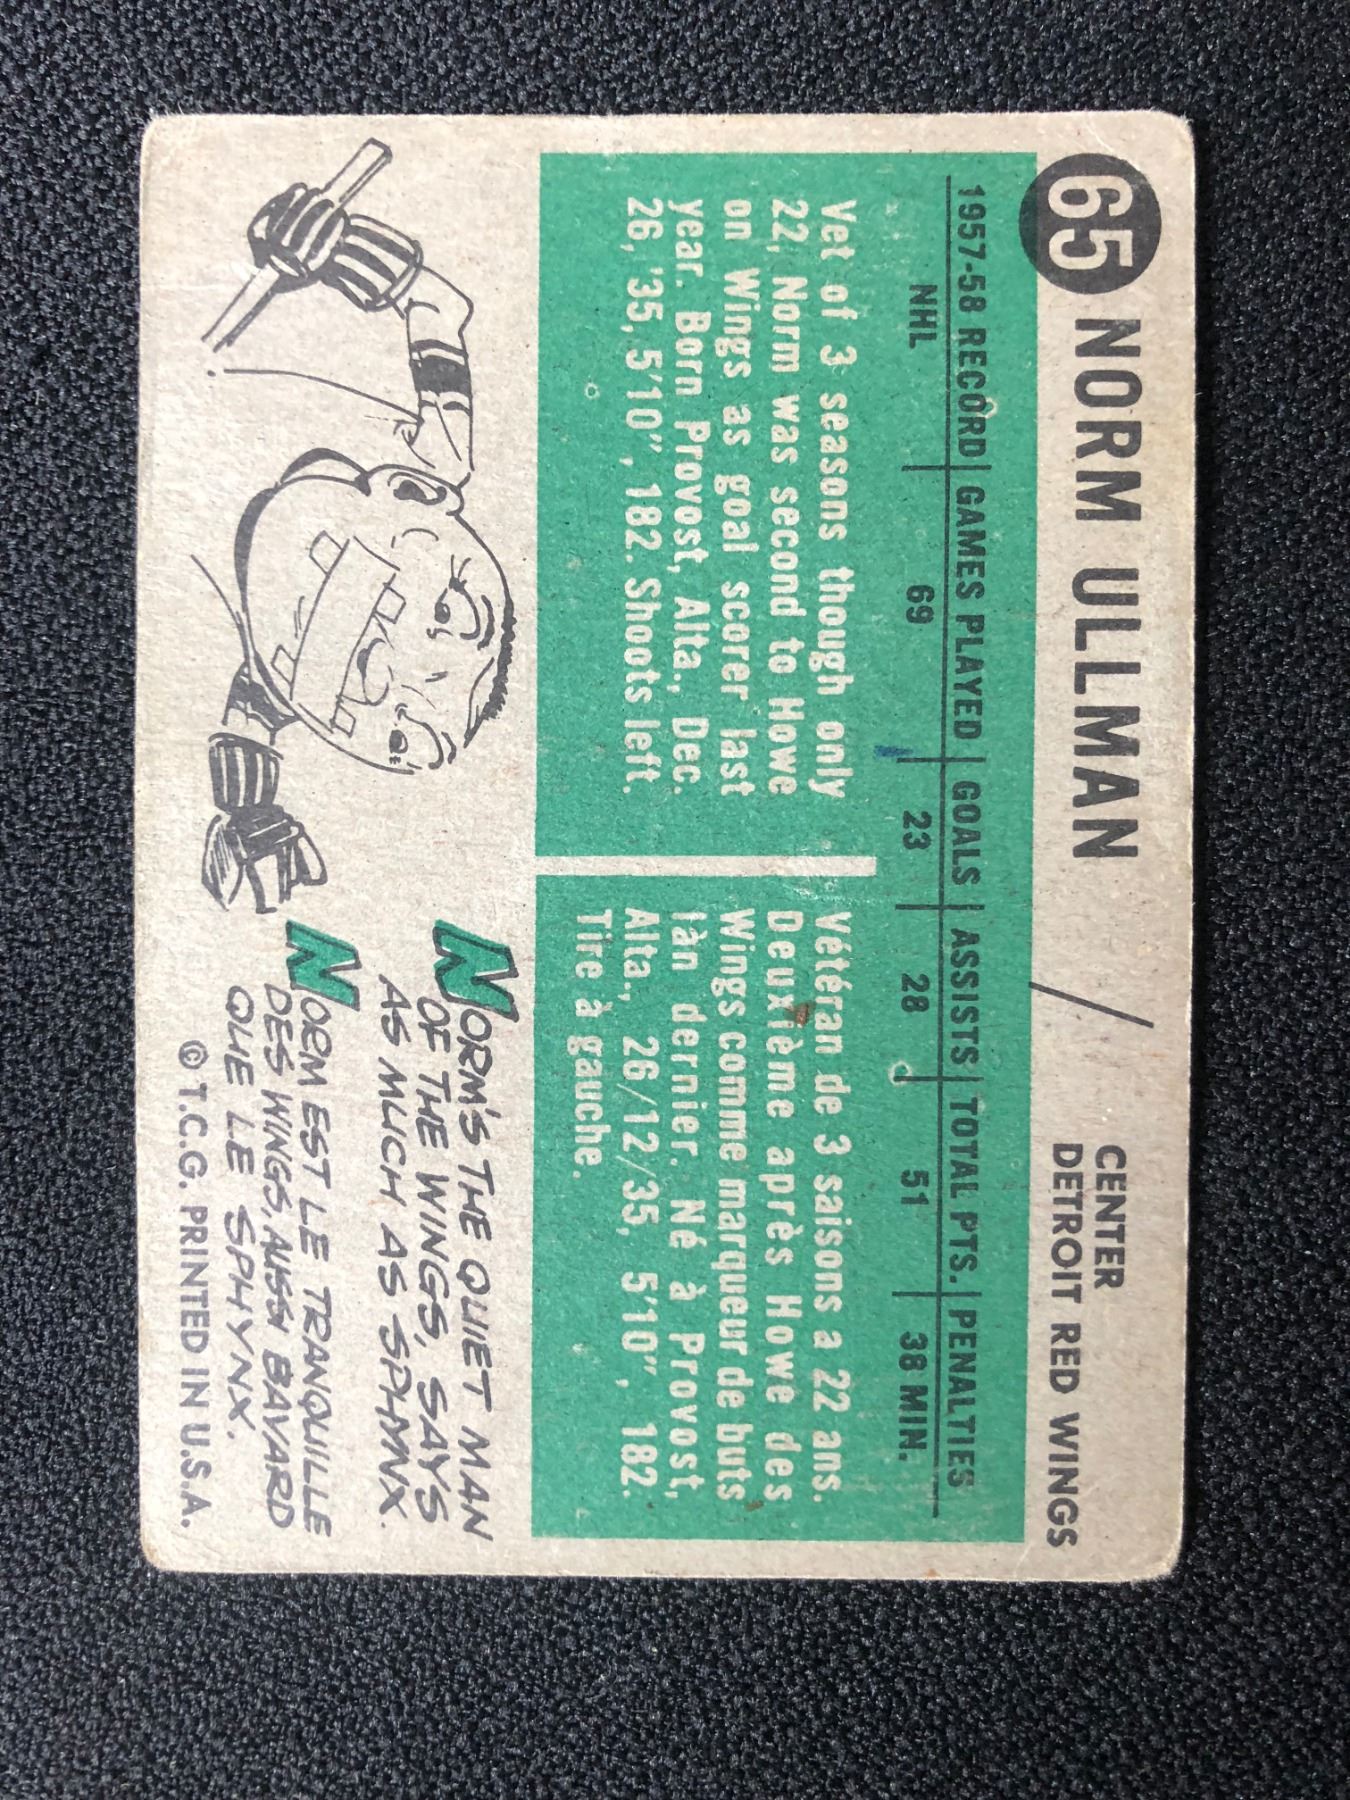 65 NORM ULLMAN
CENTER
DETROIT RED WINGS
1957-58 RECORD GAMES PLAYED GOALS ASSISTS TOTAL PTS. PENALTIES
NHL 69 23 28 51 38 MIN.
Vet of 3 seasons though only
22, Norm was second to Howe
on Wings as goal scorer last
year. Born Provost, Alta., Dec.
26, '35, 5'10", 182. Shoots left.
Vétéran de 3 saisons a 22 ans.
Deuxième après Howe des
Wings comme marqueur de buts
làn dernier. Né à Provost,
Alta., 26/12/35, 5'10", 182.
Tire à gauche.
NORM'S THE QUIET MAN
OF THE WINGS, SAYS
AS MUCH AS SPHINX.
NORM EST LE TRANQUILLE
DES WINGS, AUSSI BAVARD
QUE LE SPHYNX.
© T.C.G. PRINTED IN U.S.A.